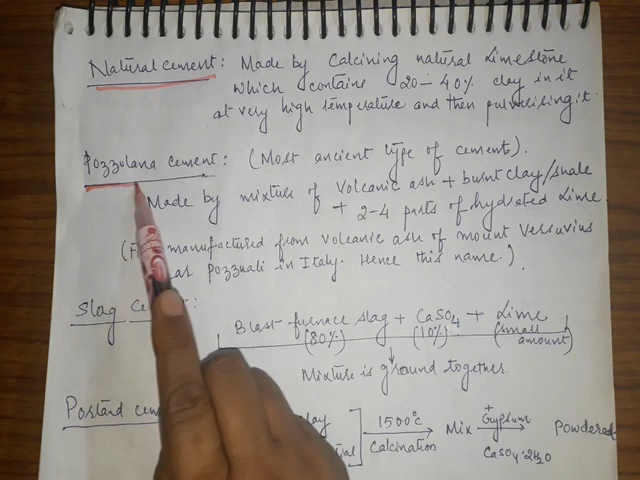 Natural cement: Made by Calcining natural Limestone
which contains 20-40% clay in it
at very high temperature and then pulverising it.
Pozzolana cement: (Most ancient type of cements).
Made by mixture of Volcanic ash + burnt clay/shale
+ 2-4 parts of hydrated Lime.
manufactured from Volcanic ash of mount Vesuvius
at Pozzuali in Italy. Hence this name.)
Slag
Blast furnace slag + CaSO4 + Lime
(80%) (10%) (small amount)
Mixture is ground together
1500°C Calcination Mix + Gypsum CaSO4·2H2O Powdered